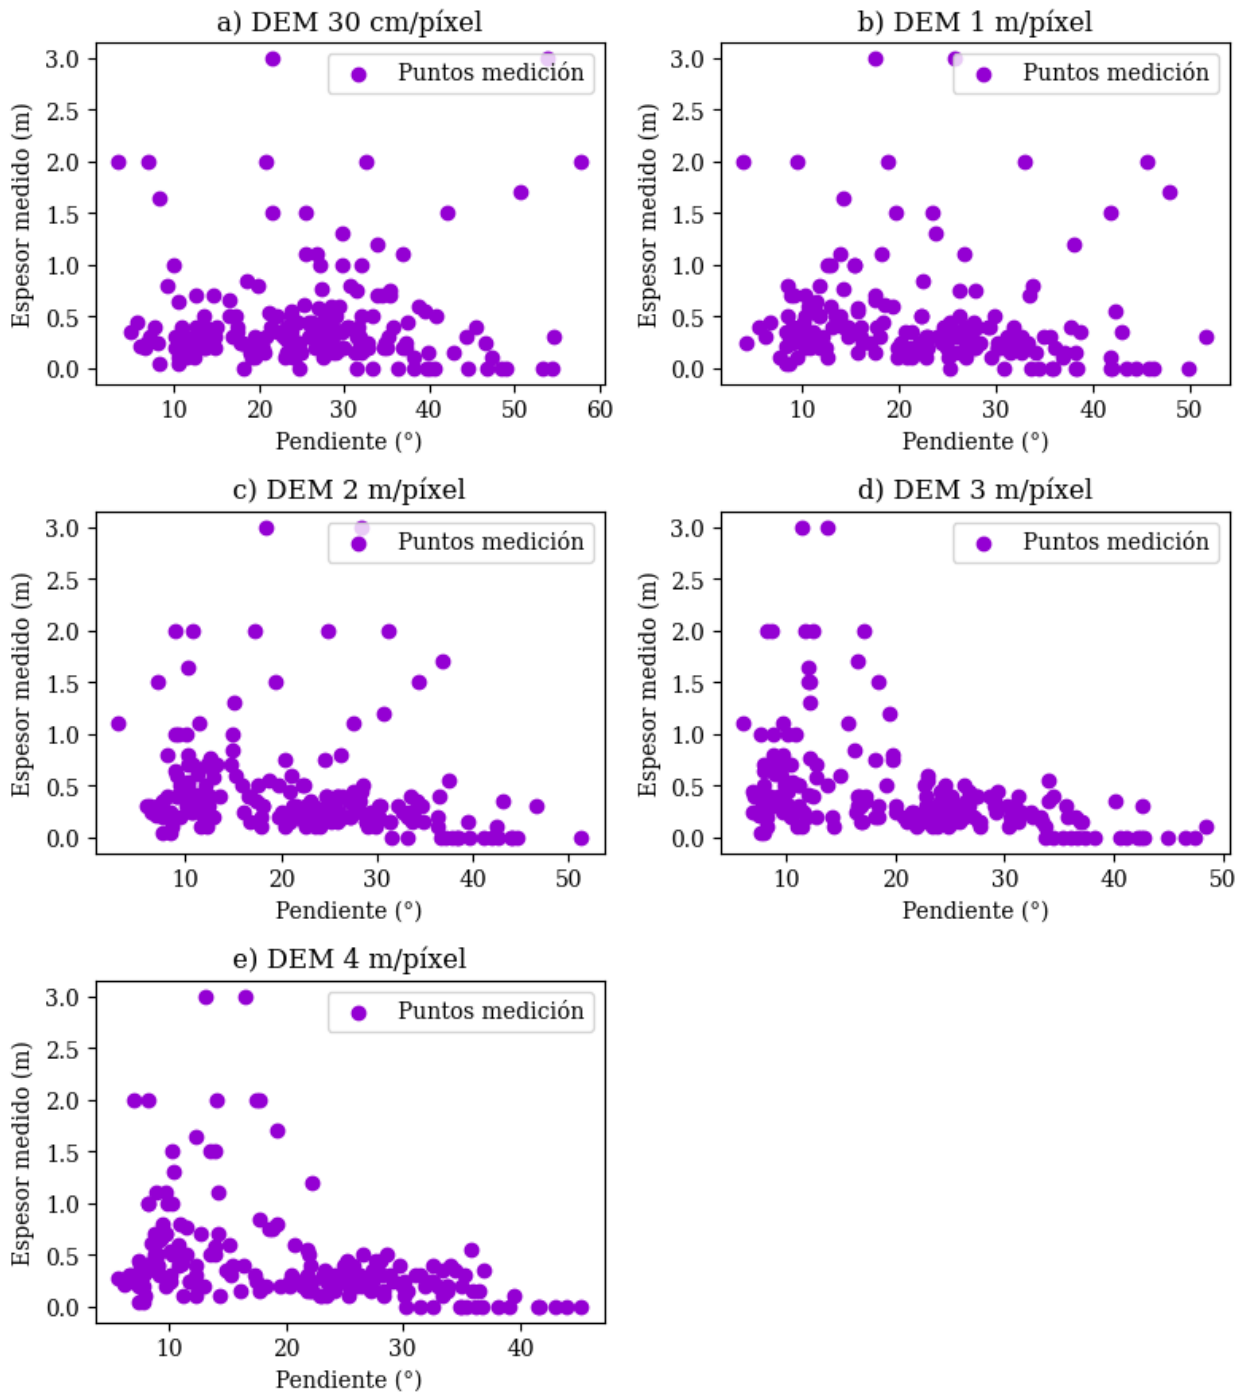 a) DEM 30 cm/píxel
3.0
2.5
2.0
1.5
1.0
0.5
0.0
Espesor medido (m)
Puntos medición
10 20 30 40 50 60
Pendiente (°)
b) DEM 1 m/píxel
3.0
2.5
2.0
1.5
1.0
0.5
0.0
Espesor medido (m)
Puntos medición
10 20 30 40 50
Pendiente (°)
c) DEM 2 m/píxel
3.0
2.5
2.0
1.5
1.0
0.5
0.0
Espesor medido (m)
Puntos medición
10 20 30 40 50
Pendiente (°)
d) DEM 3 m/píxel
3.0
2.5
2.0
1.5
1.0
0.5
0.0
Espesor medido (m)
Puntos medición
10 20 30 40 50
Pendiente (°)
e) DEM 4 m/píxel
3.0
2.5
2.0
1.5
1.0
0.5
0.0
Espesor medido (m)
Puntos medición
10 20 30 40
Pendiente (°)